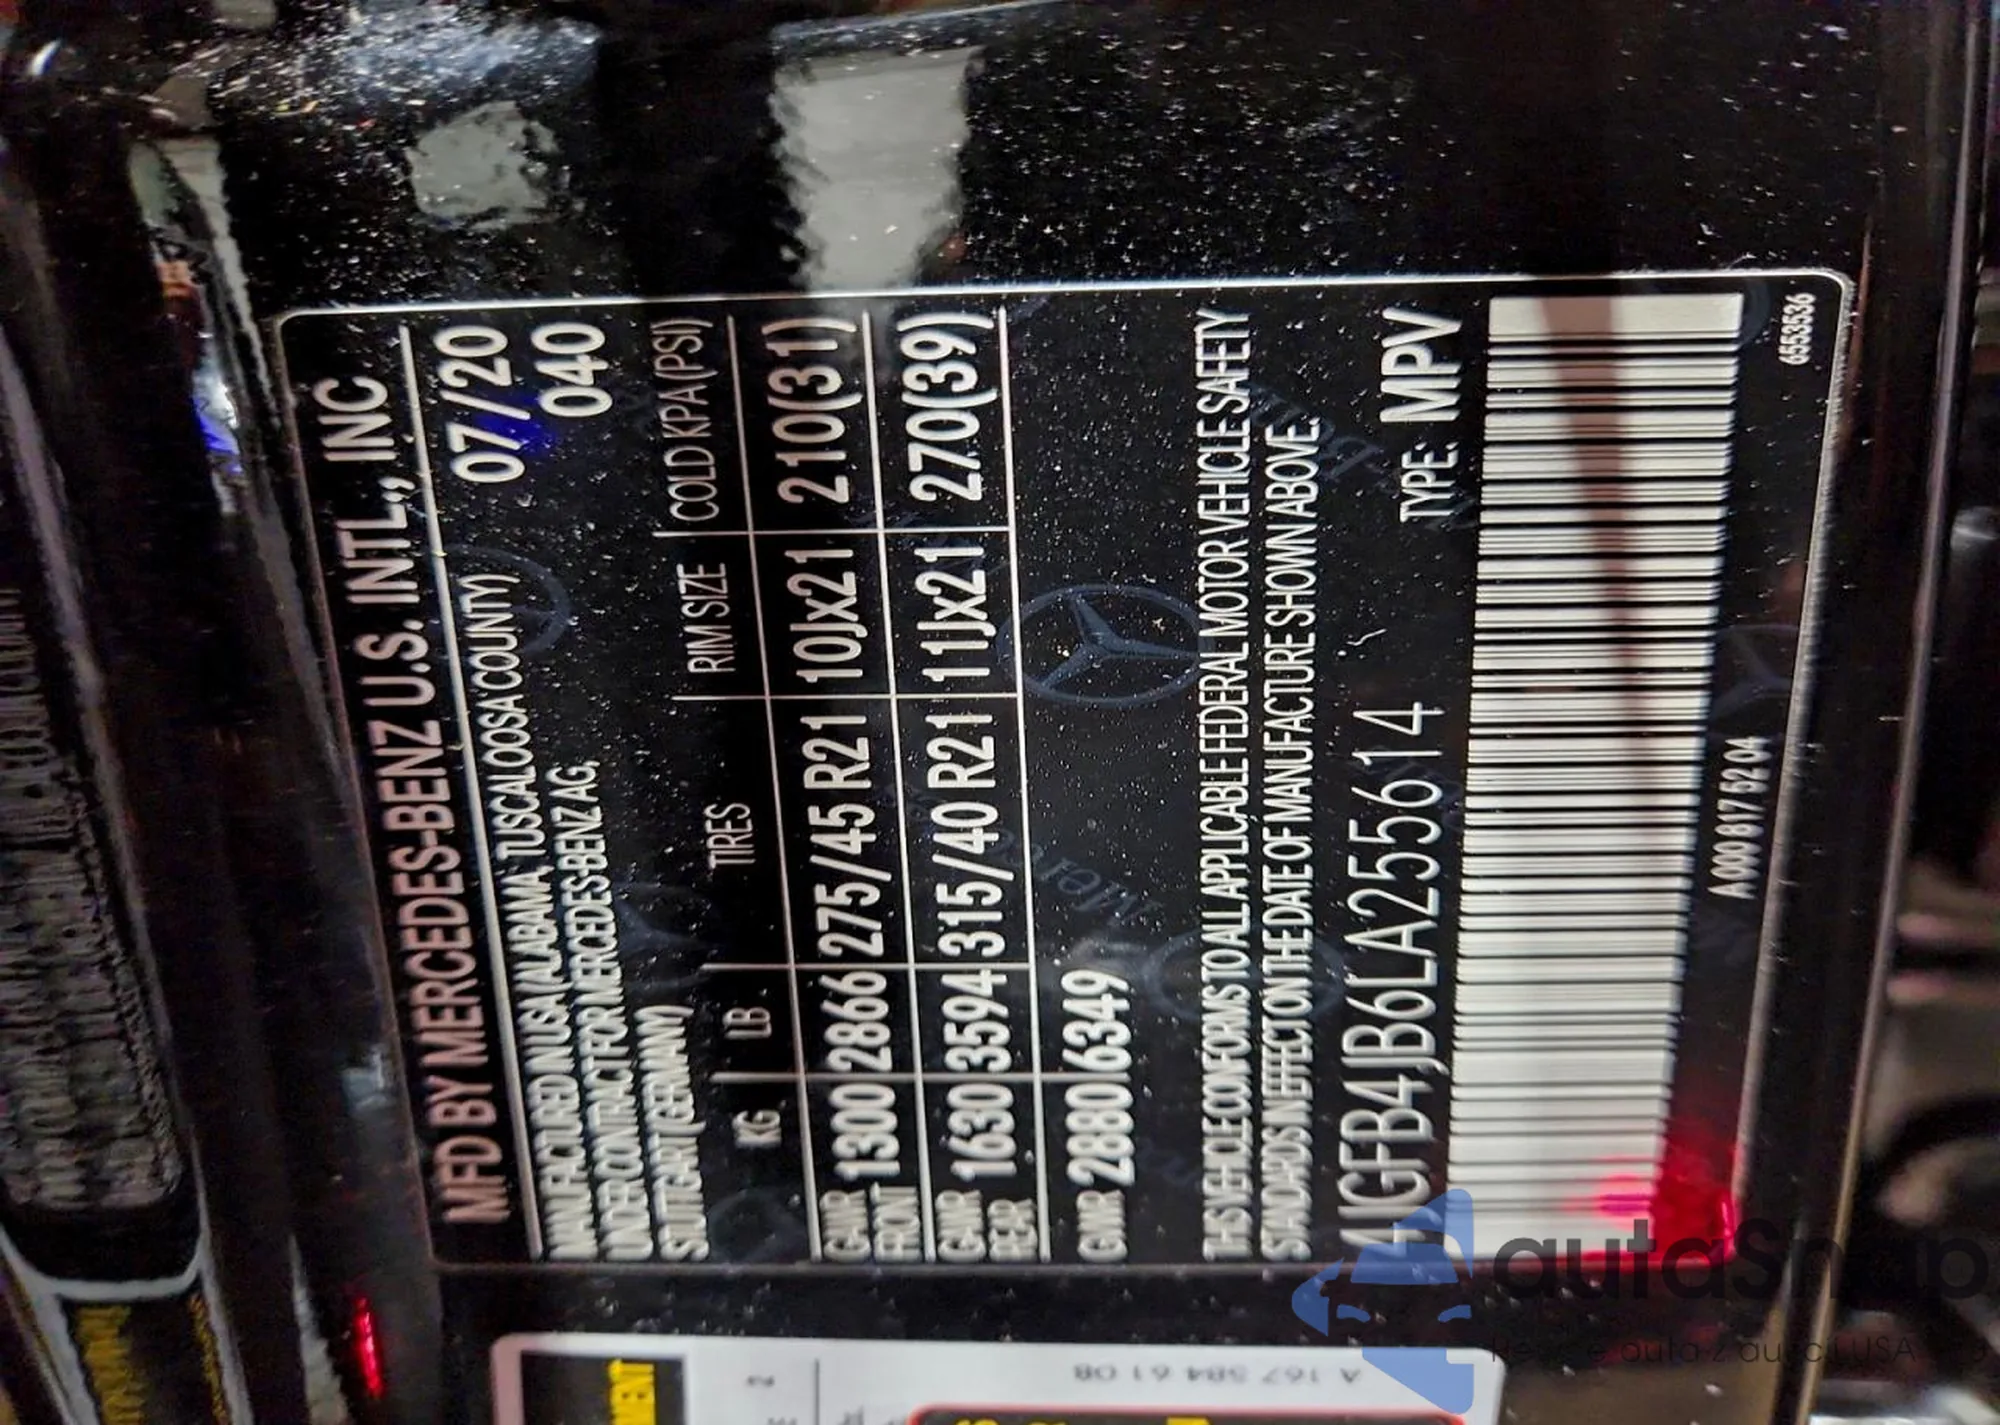 MFD BY MERCEDES-BENZ U.S. INTL., INC
MANUFACTURED IN USA (ALABAMA, TUSCALOOSA COUNTY) 07/20
UNDER CONTRACT FOR MERCEDES-BENZ AG, 040
STUTTGART (GERMANY)
KG LB TIRES RIM SIZE COLD KPA (PSI)
GAWR FRONT 1300 2866 275/45 R21 10Jx21 210(31)
GAWR REAR 1630 3594 315/40 R21 11Jx21 270(39)
GVWR 2880 6349
THIS VEHICLE CONFORMS TO ALL APPLICABLE FEDERAL MOTOR VEHICLE SAFETY
STANDARDS IN EFFECT ON THE DATE OF MANUFACTURE SHOWN ABOVE.
4JGFB4JB6LA255614 TYPE: MPV
A 000 817 52 04
6553536
A 167 584 61 08
autaSnap